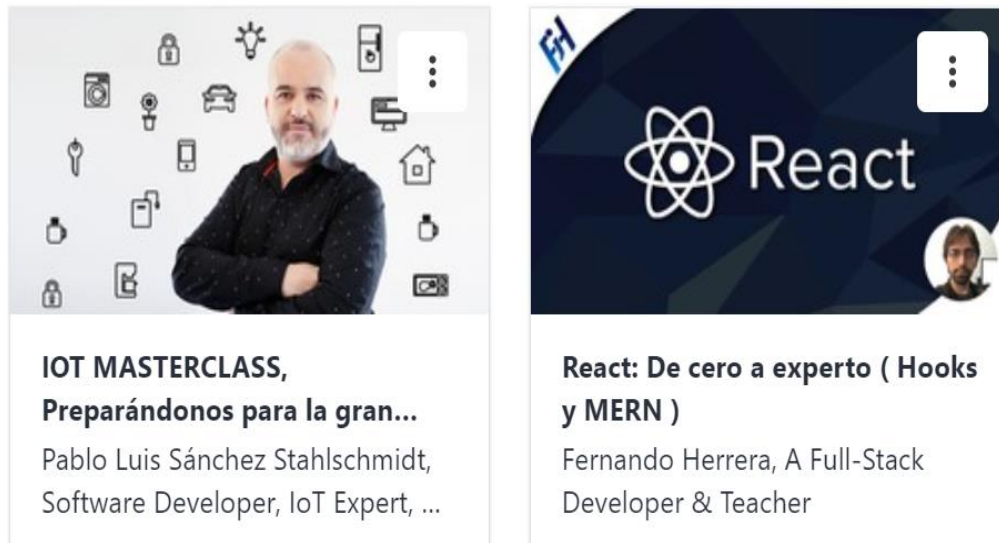 FH
React
IOT MASTERCLASS,
Preparándonos para la gran...
Pablo Luis Sánchez Stahlschmidt,
Software Developer, IoT Expert, ...
React: De cero a experto ( Hooks
y MERN )
Fernando Herrera, A Full-Stack
Developer & Teacher